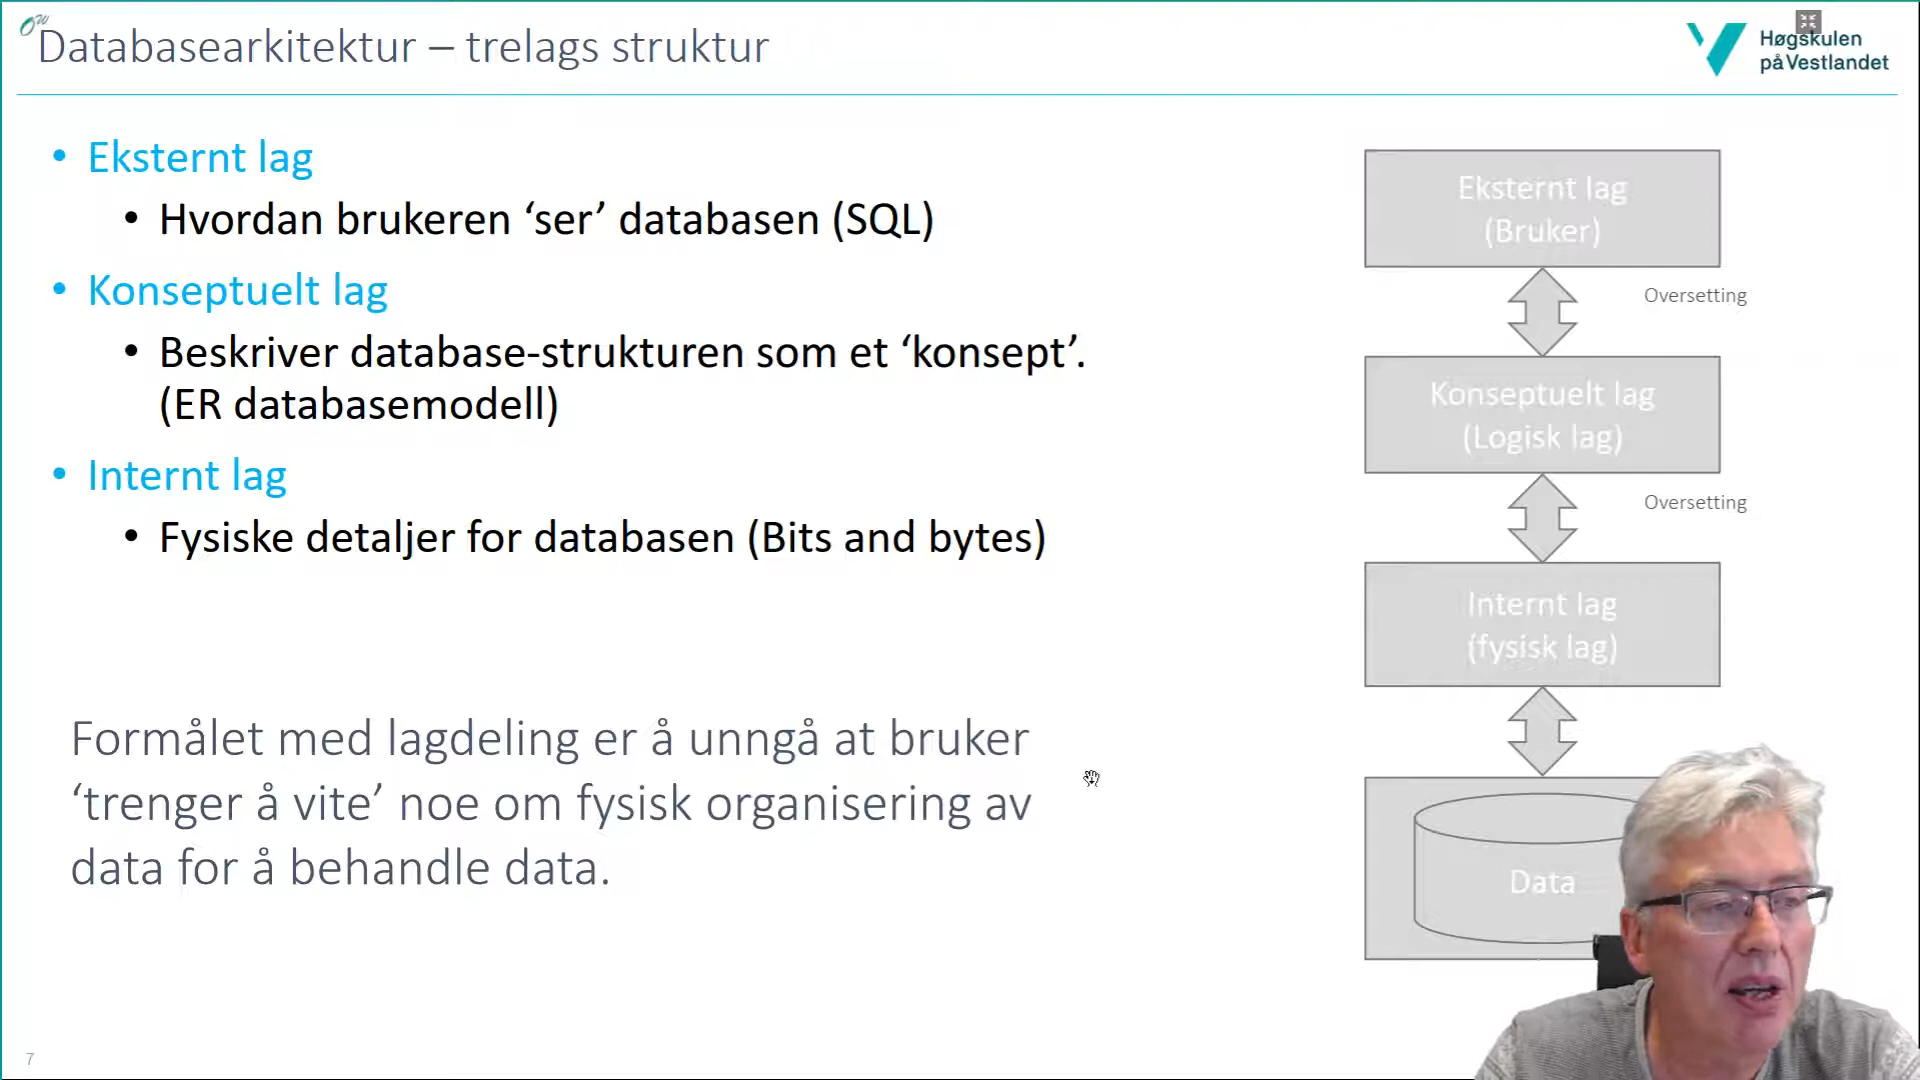 Databasearkitektur – trelags struktur
Høgskulen
på Vestlandet
• Eksternt lag
• Hvordan brukeren ‘ser’ databasen (SQL)
• Konseptuelt lag
• Beskriver database-strukturen som et ‘konsept’.
(ER databasemodell)
• Internt lag
• Fysiske detaljer for databasen (Bits and bytes)
Formålet med lagdeling er å unngå at bruker
‘trenger å vite’ noe om fysisk organisering av
data for å behandle data.
Eksternt lag
(Bruker)
Oversetting
Konseptuelt lag
(Logisk lag)
Oversetting
Internt lag
(fysisk lag)
Data
7